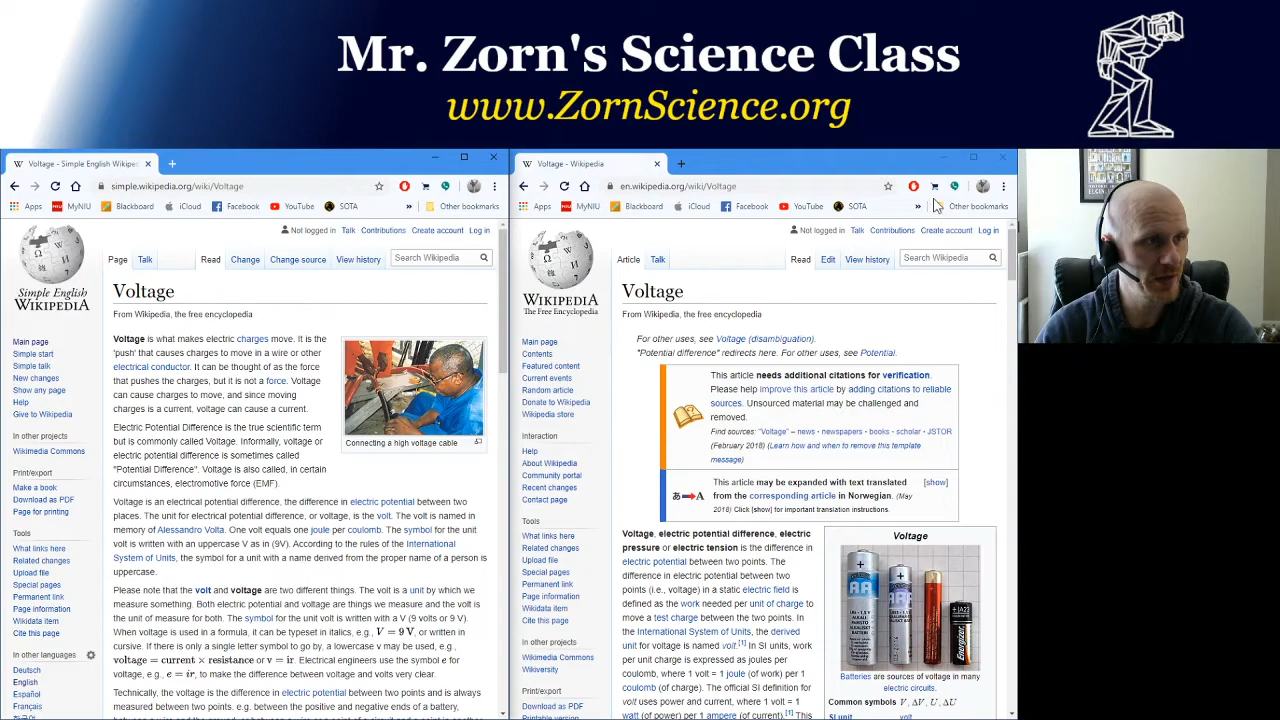 Mr. Zorn's Science Class
www.ZornScience.org
Voltage - Simple English Wikipe
simple.wikipedia.org/wiki/Voltage
Apps MyNIU Blackboard iCloud Facebook YouTube SOTA » Other bookmarks
Not logged in Talk Contributions Create account Log in
Page Talk Read Change Change source View history Search Wikipedia
Simple English
WIKIPEDIA
Main page
Simple start
Simple talk
New changes
Show any page
Help
Give to Wikipedia
In other projects
Wikimedia Commons
Print/export
Make a book
Download as PDF
Page for printing
Tools
What links here
Related changes
Upload file
Special pages
Permanent link
Page information
Wikidata item
Cite this page
In other languages
Deutsch
English
Español
Français
Voltage
From Wikipedia, the free encyclopedia
Voltage is what makes electric charges move. It is the
'push' that causes charges to move in a wire or other
electrical conductor. It can be thought of as the force
that pushes the charges, but it is not a force. Voltage
can cause charges to move, and since moving
charges is a current, voltage can cause a current.
Electric Potential Difference is the true scientific term
but is commonly called Voltage. Informally, voltage or
electric potential difference is sometimes called
"Potential Difference". Voltage is also called, in certain
circumstances, electromotive force (EMF).
Connecting a high voltage cable
Voltage is an electrical potential difference, the difference in electric potential between two
places. The unit for electrical potential difference, or voltage, is the volt. The volt is named in
memory of Alessandro Volta. One volt equals one joule per coulomb. The symbol for the unit
volt is written with an uppercase V as in (9V). According to the rules of the International
System of Units, the symbol for a unit with a name derived from the proper name of a person is
uppercase.
Please note that the volt and voltage are two different things. The volt is a unit by which we
measure something. Both electric potential and voltage are things we measure and the volt is
the unit of measure for both. The symbol for the unit volt is written with a V (9 volts or 9 V).
When voltage is used in a formula, it can be typeset in italics, e.g., V = 9 V, or written in
cursive. If there is only a single letter symbol to go by, a lowercase v may be used, e.g.,
voltage = current × resistance or v = ir. Electrical engineers use the symbol e for
voltage, e.g., e = ir, to make the difference between voltage and volts very clear.
Technically, the voltage is the difference in electric potential between two points and is always
measured between two points. e.g. between the positive and negative ends of a battery,
Voltage - Wikipedia
en.wikipedia.org/wiki/Voltage
Apps MyNIU Blackboard iCloud Facebook YouTube SOTA » Other bookmarks
Not logged in Talk Contributions Create account Log in
Article Talk Read Edit View history Search Wikipedia
WIKIPEDIA
The Free Encyclopedia
Main page
Contents
Featured content
Current events
Random article
Donate to Wikipedia
Wikipedia store
Interaction
Help
About Wikipedia
Community portal
Recent changes
Contact page
Tools
What links here
Related changes
Upload file
Special pages
Permanent link
Page information
Wikidata item
Cite this page
In other projects
Wikimedia Commons
Wikiversity
Print/export
Download as PDF
Printable version
Voltage
From Wikipedia, the free encyclopedia
For other uses, see Voltage (disambiguation).
"Potential difference" redirects here. For other uses, see Potential.
This article needs additional citations for verification.
Please help improve this article by adding citations to reliable
sources. Unsourced material may be challenged and
removed.
Find sources: "Voltage" – news · newspapers · books · scholar · JSTOR
(February 2018) (Learn how and when to remove this template
message)
This article may be expanded with text translated [show]
from the corresponding article in Norwegian. (May
2018) Click [show] for important translation instructions.
Voltage, electric potential difference, electric
pressure or electric tension is the difference in
electric potential between two points. The
difference in electric potential between two
points (i.e., voltage) in a static electric field is
defined as the work needed per unit of charge to
move a test charge between the two points. In
the International System of Units, the derived
unit for voltage is named volt.[1] In SI units, work
per unit charge is expressed as joules per
coulomb, where 1 volt = 1 joule (of work) per 1
coulomb (of charge). The official SI definition for
volt uses power and current, where 1 volt = 1
watt (of power) per 1 ampere (of current).[1] This
Voltage
AA
Energizer
Batteries are sources of voltage in many
electric circuits.
Common symbols V, ΔV, U, ΔU
SI unit volt